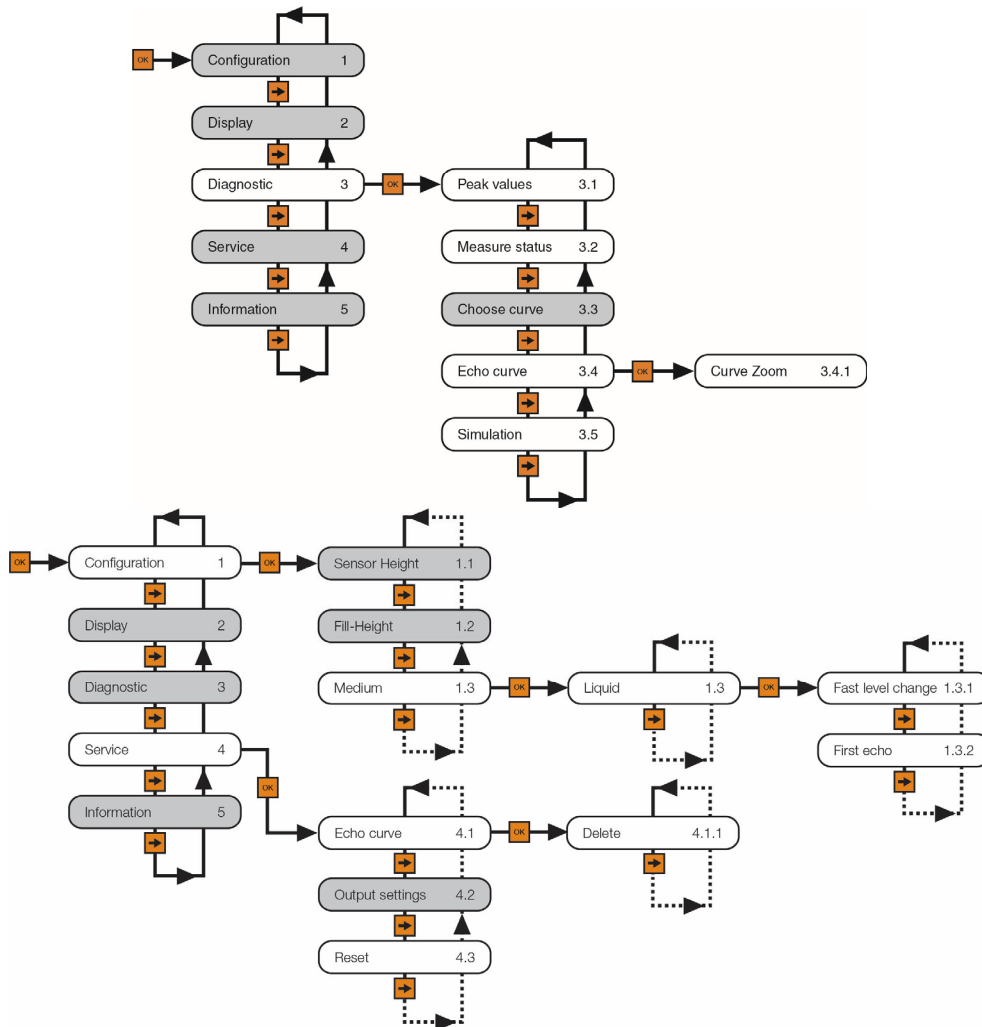 OK
Configuration 1
Display 2
Diagnostic 3
OK
Peak values 3.1
Service 4
Measure status 3.2
Information 5
Choose curve 3.3
Echo curve 3.4
OK
Curve Zoom 3.4.1
Simulation 3.5
OK
Configuration 1
OK
Sensor Height 1.1
Display 2
Fill-Height 1.2
Diagnostic 3
Medium 1.3
OK
Liquid 1.3
OK
Fast level change 1.3.1
Service 4
First echo 1.3.2
OK
Information 5
Echo curve 4.1
OK
Delete 4.1.1
Output settings 4.2
Reset 4.3